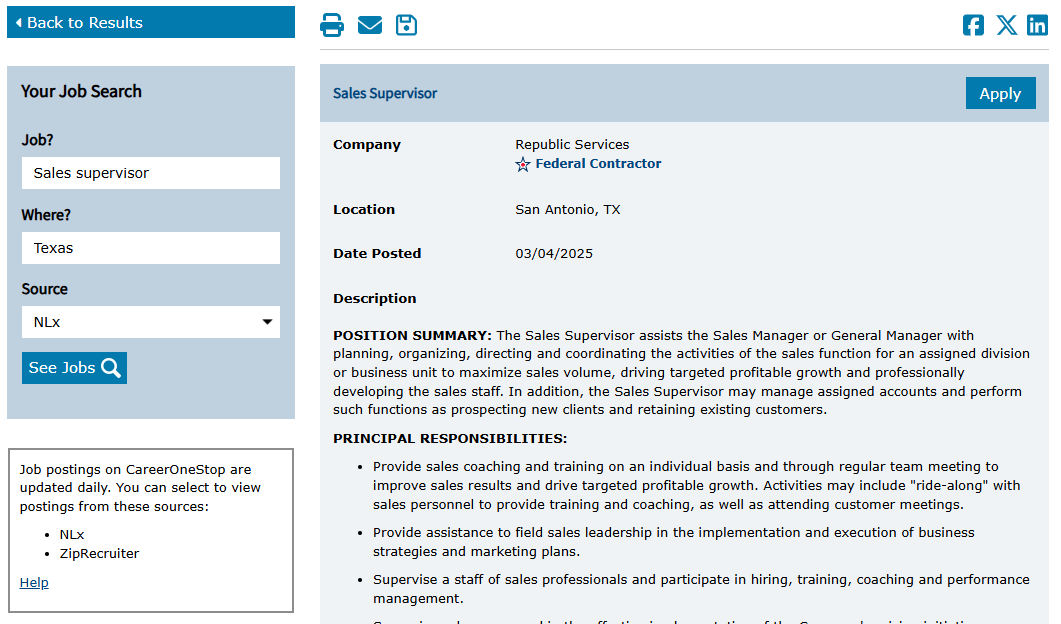 Back to Results
Your Job Search
Job?
Sales supervisor
Where?
Texas
Source
NLx
See Jobs
Job postings on CareerOneStop are
updated daily. You can select to view
postings from these sources:
• NLx
• ZipRecruiter
Help
Sales Supervisor
Apply
Company
Republic Services
Federal Contractor
Location
San Antonio, TX
Date Posted
03/04/2025
Description
POSITION SUMMARY: The Sales Supervisor assists the Sales Manager or General Manager with
planning, organizing, directing and coordinating the activities of the sales function for an assigned division
or business unit to maximize sales volume, driving targeted profitable growth and professionally
developing the sales staff. In addition, the Sales Supervisor may manage assigned accounts and perform
such functions as prospecting new clients and retaining existing customers.
PRINCIPAL RESPONSIBILITIES:
• Provide sales coaching and training on an individual basis and through regular team meeting to
improve sales results and drive targeted profitable growth. Activities may include "ride-along" with
sales personnel to provide training and coaching, as well as attending customer meetings.
• Provide assistance to field sales leadership in the implementation and execution of business
strategies and marketing plans.
• Supervise a staff of sales professionals and participate in hiring, training, coaching and performance
management.